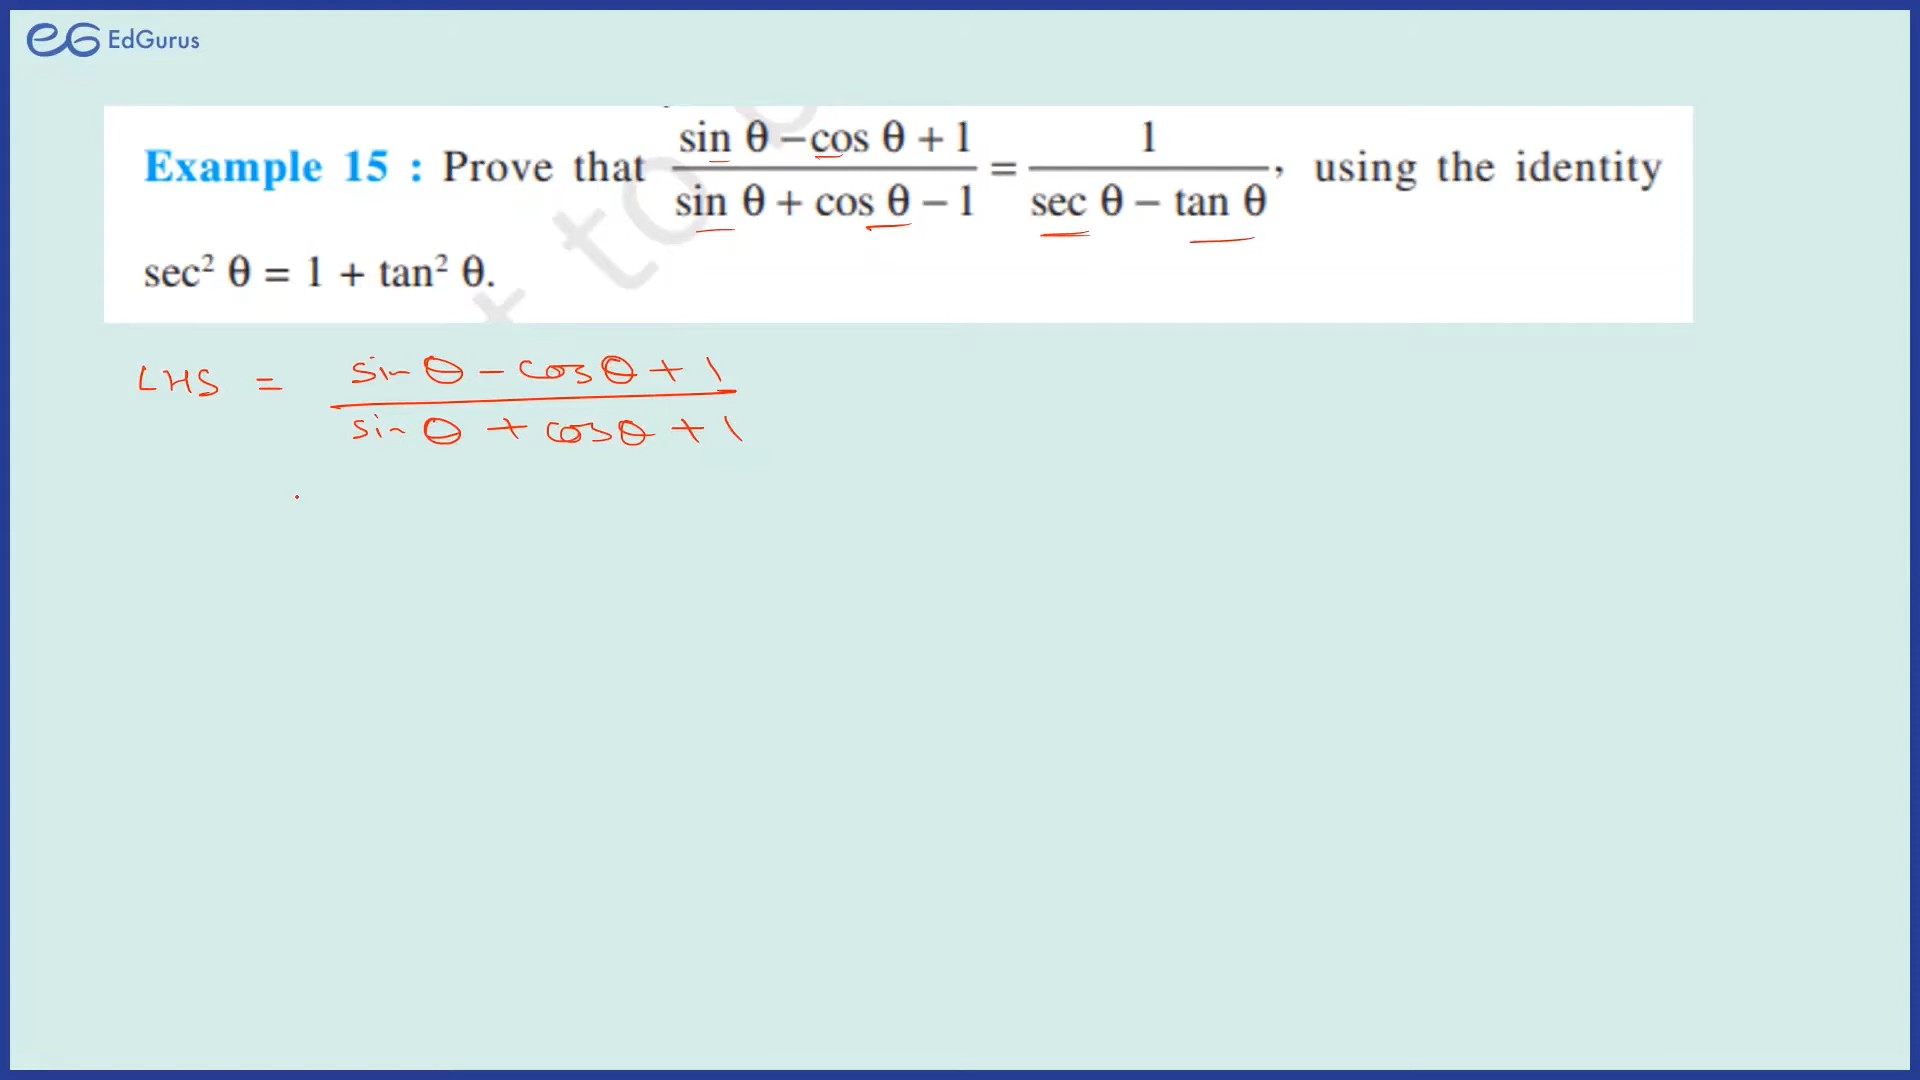 eG EdGurus
Example 15 : Prove that (sin θ – cos θ + 1)/(sin θ + cos θ – 1) = 1/(sec θ – tan θ), using the identity
sec² θ = 1 + tan² θ.
LHS = (sin θ – cos θ + 1)/(sin θ + cos θ + 1)